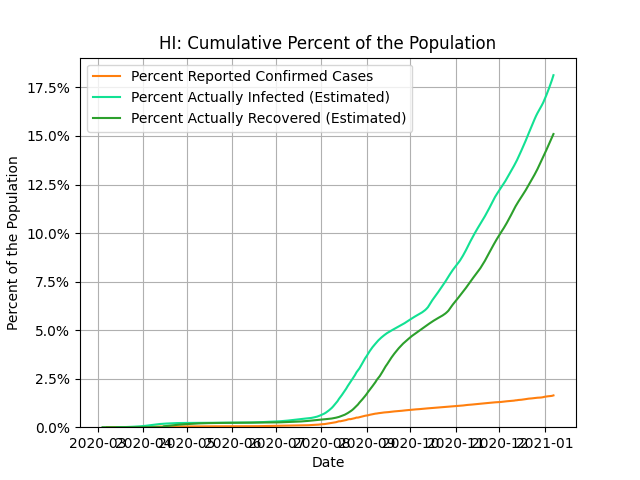 HI: Cumulative Percent of the Population
Percent Reported Confirmed Cases
Percent Actually Infected (Estimated)
Percent Actually Recovered (Estimated)
Percent of the Population
17.5%
15.0%
12.5%
10.0%
7.5%
5.0%
2.5%
0.0%
2020-03 2020-04 2020-05 2020-06 2020-07 2020-08 2020-09 2020-10 2020-11 2020-12 2021-01
Date